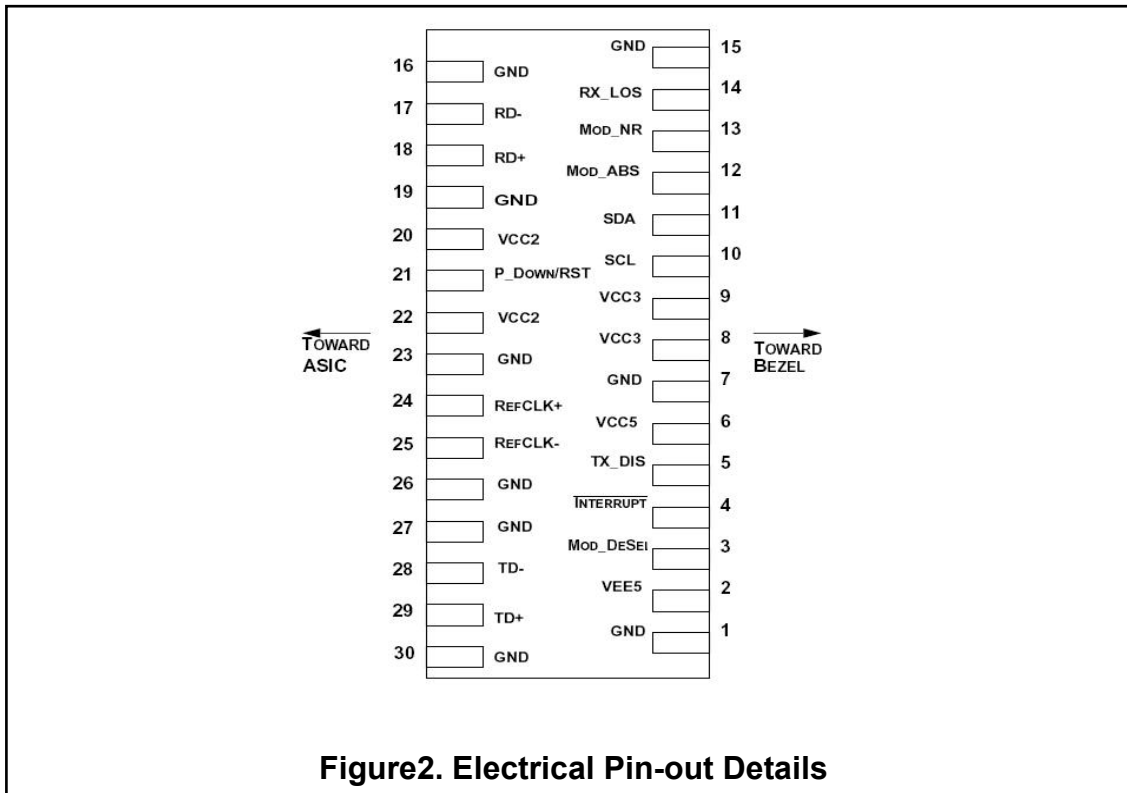 GND 15
16 GND
RX_LOS 14
17 RD-
MOD_NR 13
18 RD+
MOD_ABS 12
19 GND
SDA 11
20 VCC2
SCL 10
21 P_DOWN/RST
VCC3 9
22 VCC2
VCC3 8
TOWARD
ASIC
TOWARD
BEZEL
23 GND
GND 7
24 REFCLK+
VCC5 6
25 REFCLK-
TX_DIS 5
26 GND
INTERRUPT 4
27 GND
MOD_DESEl 3
28 TD-
VEE5 2
29 TD+
GND 1
30 GND
Figure2. Electrical Pin-out Details